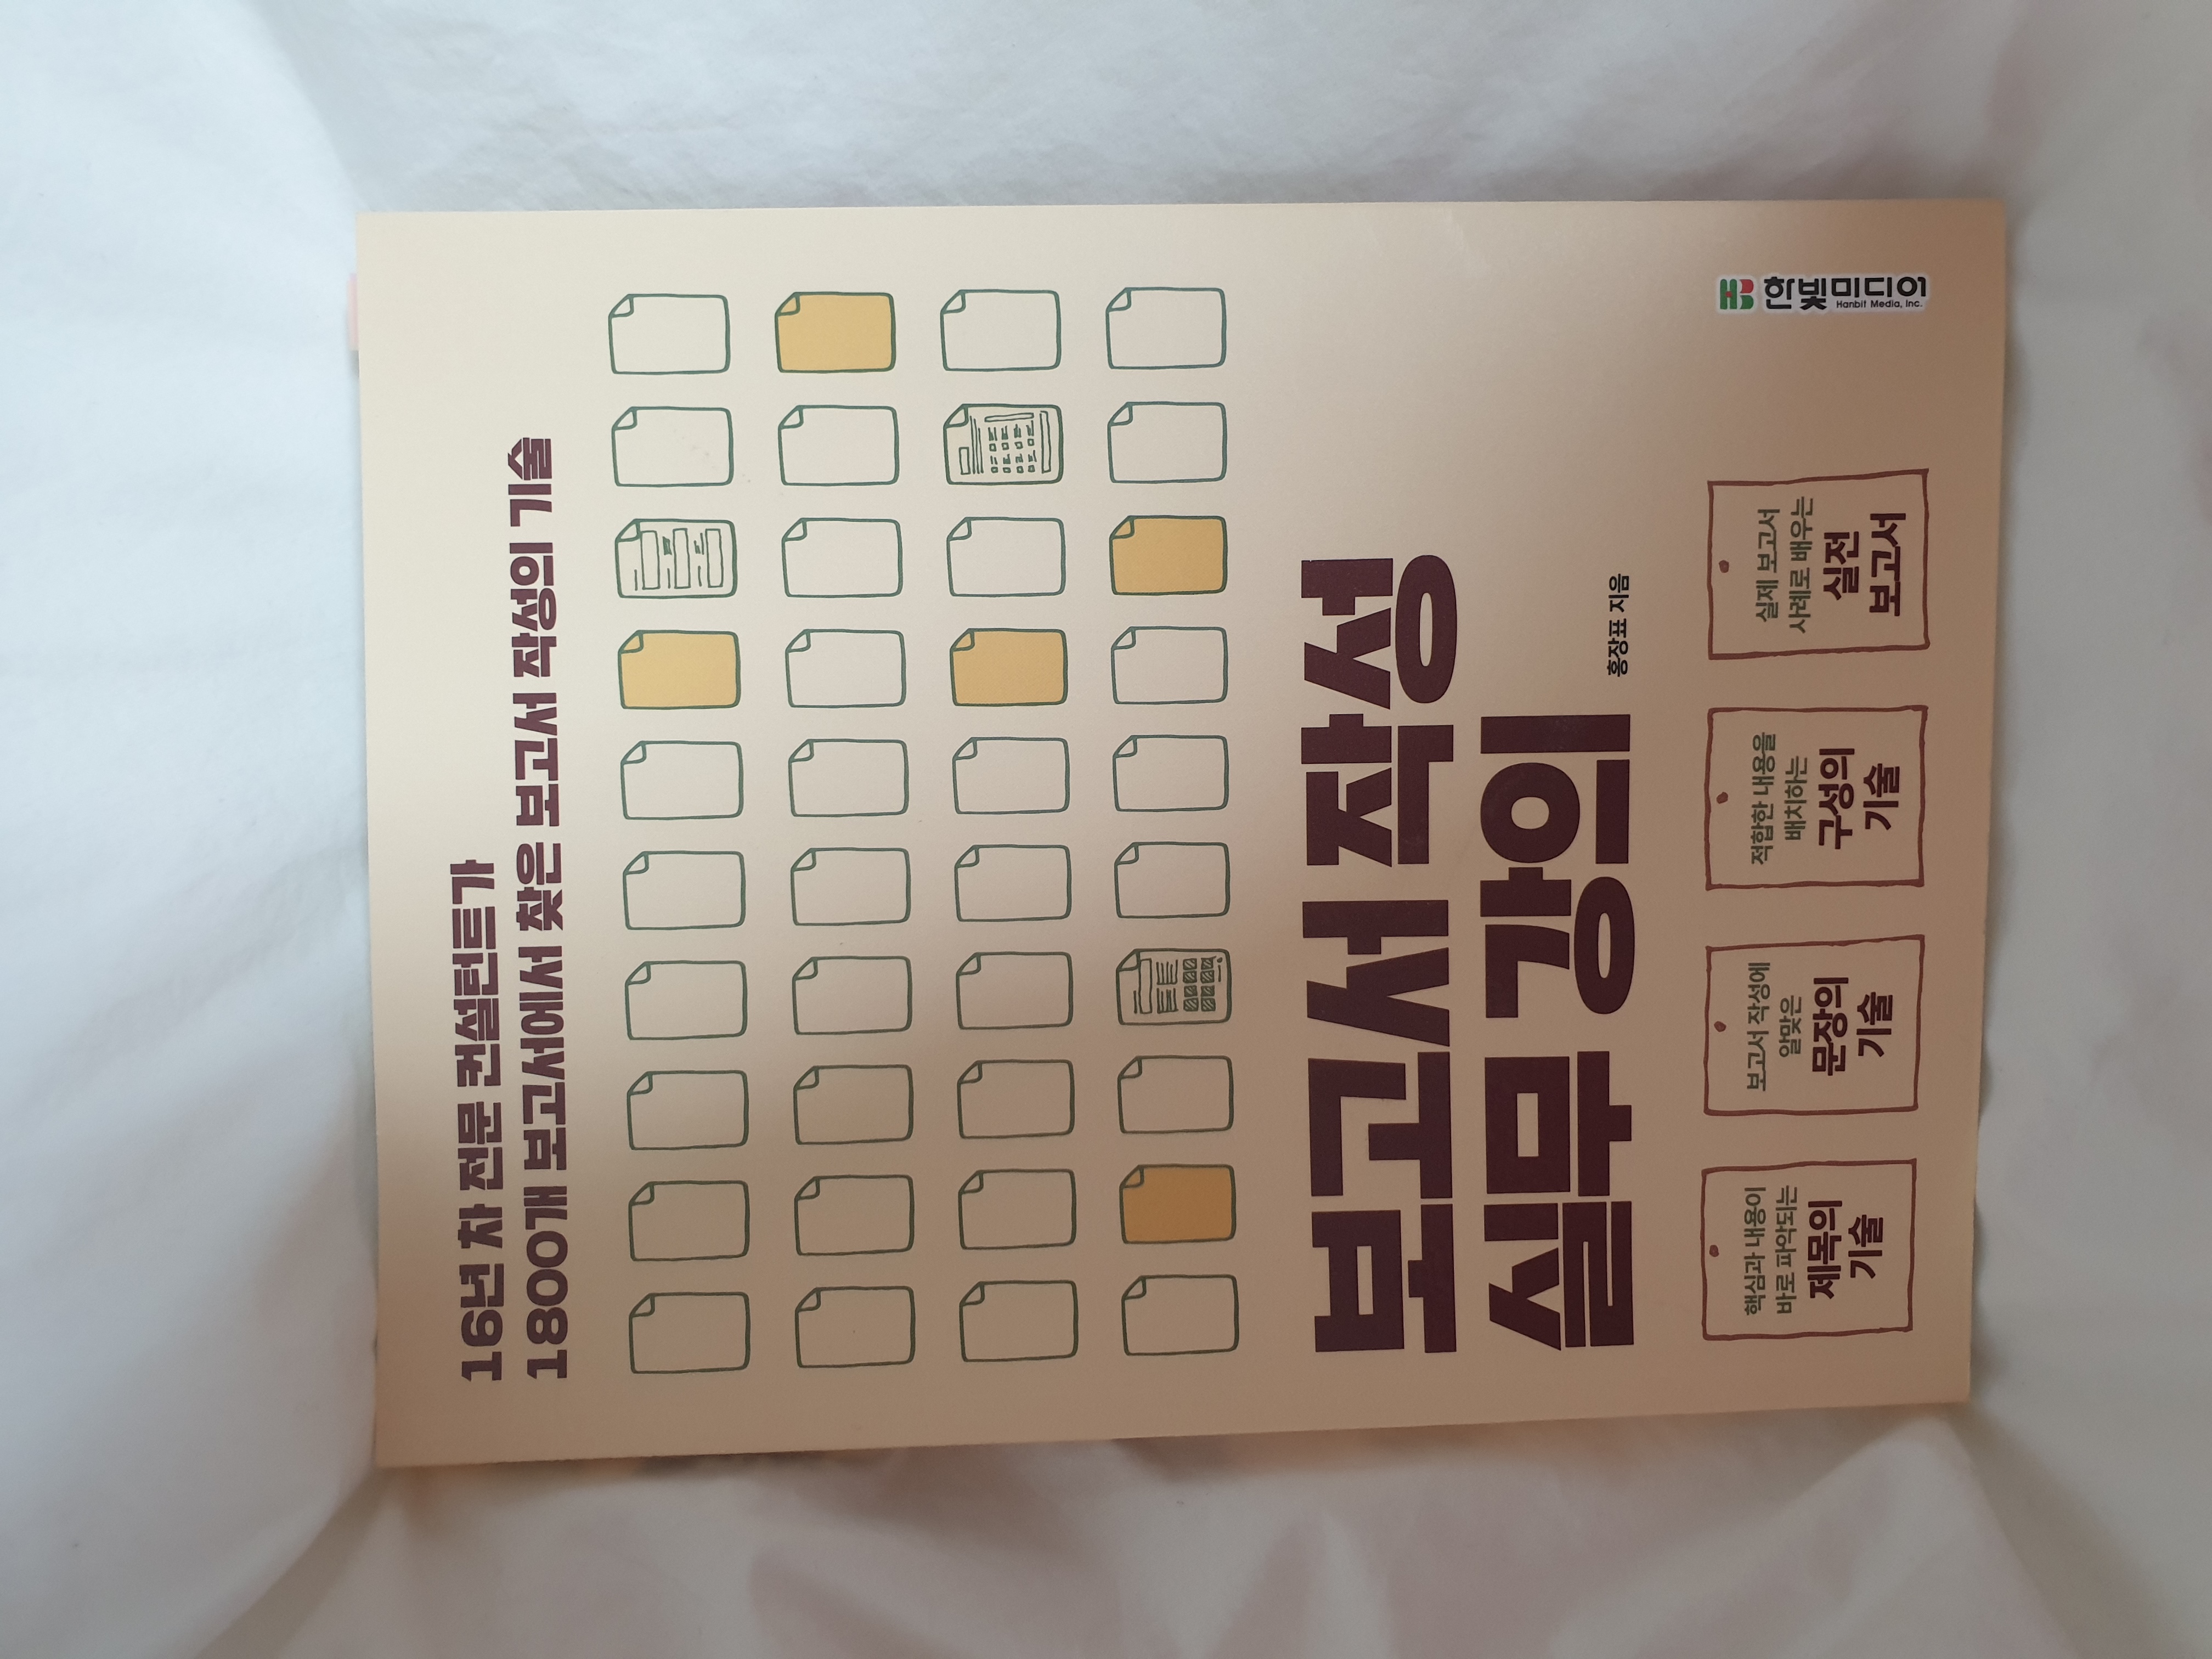 16년 차 전문 컨설턴트가
1800개 보고서에서 찾은 보고서 작성의 기술
보고서 작성
실무 강의
홍장표 지음
핵심과 내용이
바로 파악되는
제목의
기술
보고서 작성에
알맞은
문장의
기술
적합한 내용을
배치하는
구성의
기술
실제 보고서
사례로 배우는
실전
보고서
HB 한빛미디어
Hanbit Media, Inc.